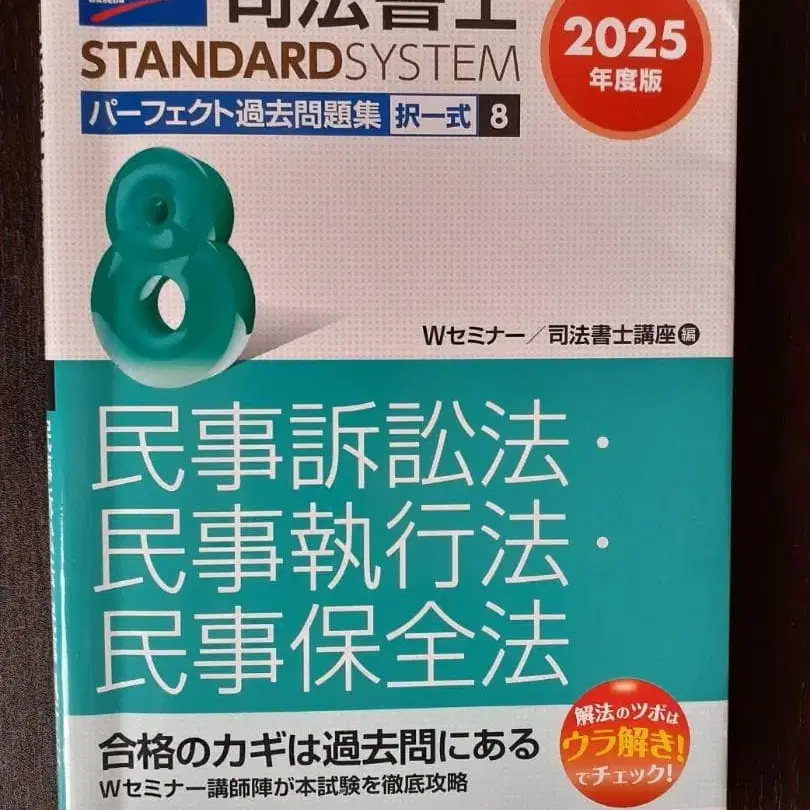 司法書士
2025
年度版
STANDARDSYSTEM
パーフェクト過去問題集 択一式 8
8
Wセミナー／司法書士講座 編
民事訴訟法・
民事執行法・
民事保全法
合格のカギは過去問にある
Wセミナー講師陣が本試験を徹底攻略
解法のツボは
ウラ解き!
でチェック!